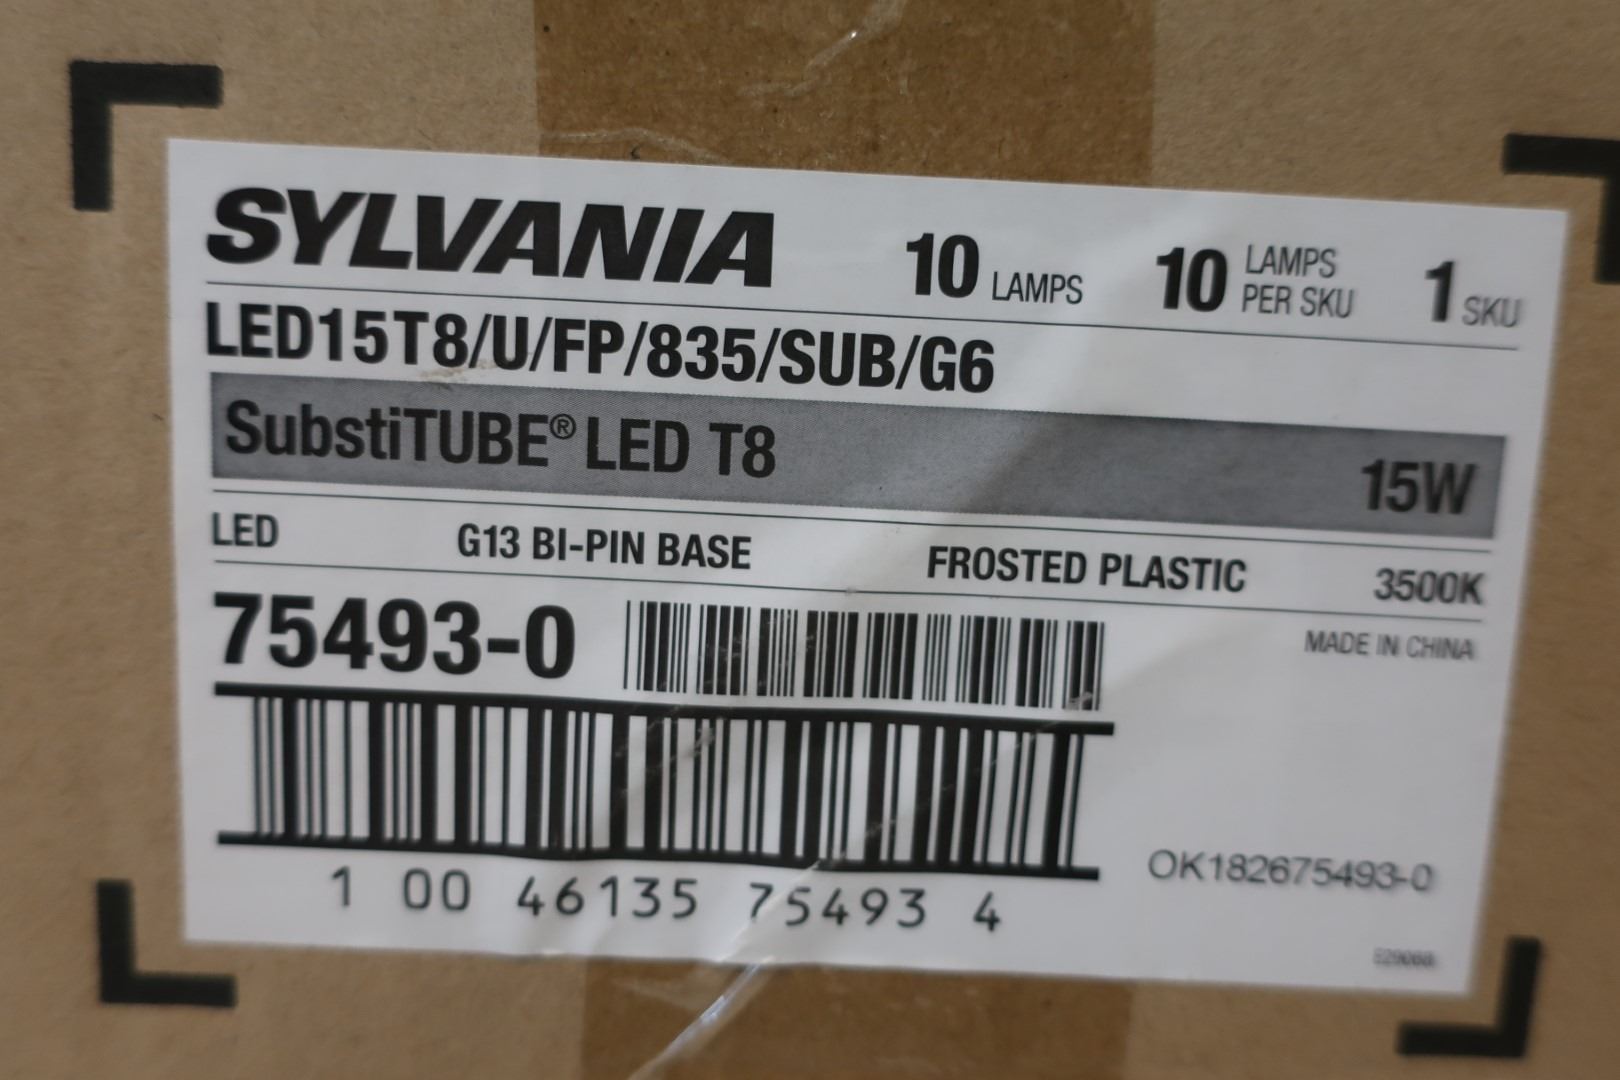 SYLVANIA 10 LAMPS 10 LAMPS PER SKU 1 SKU
LED15T8/U/FP/835/SUB/G6
SubstiTUBE® LED T8 15W
LED G13 BI-PIN BASE FROSTED PLASTIC 3500K
75493-0 MADE IN CHINA
OK182675493-0
1 00 46135 75493 4